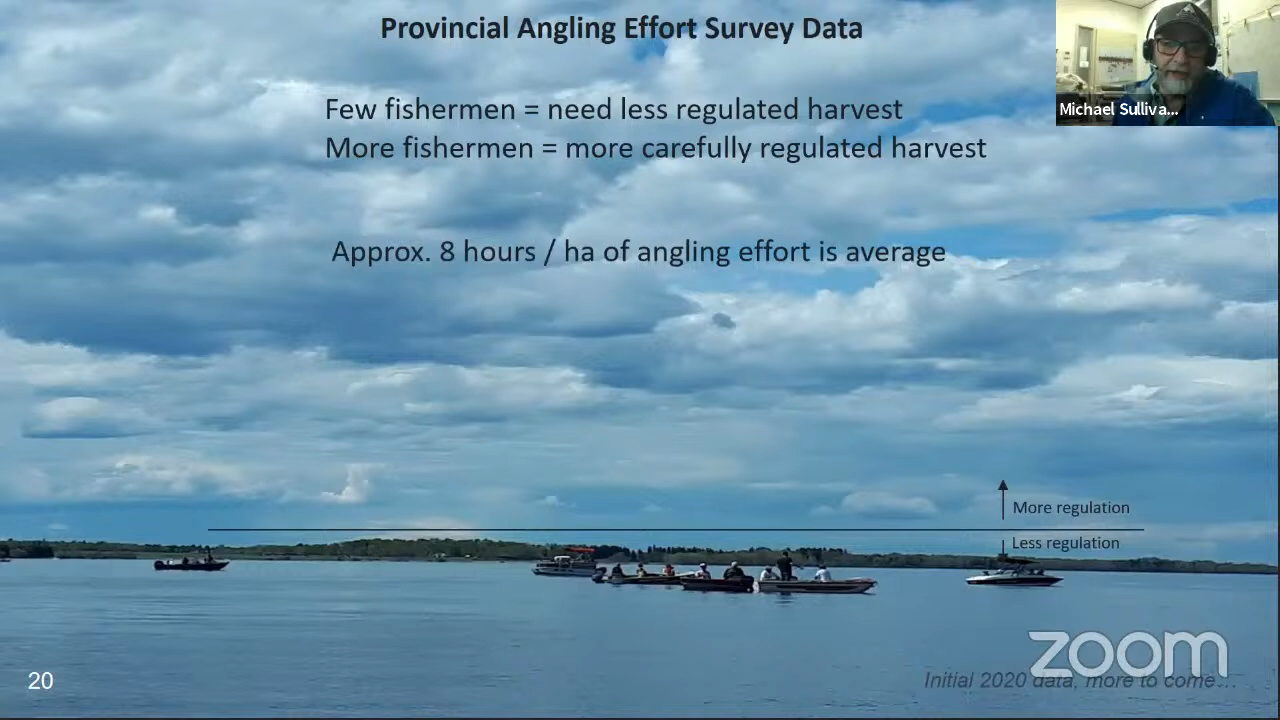 Provincial Angling Effort Survey Data
Michael Sulliva...
Few fishermen = need less regulated harvest
More fishermen = more carefully regulated harvest
Approx. 8 hours / ha of angling effort is average
More regulation
Less regulation
zoom
20
Initial 2020 data, more to come...